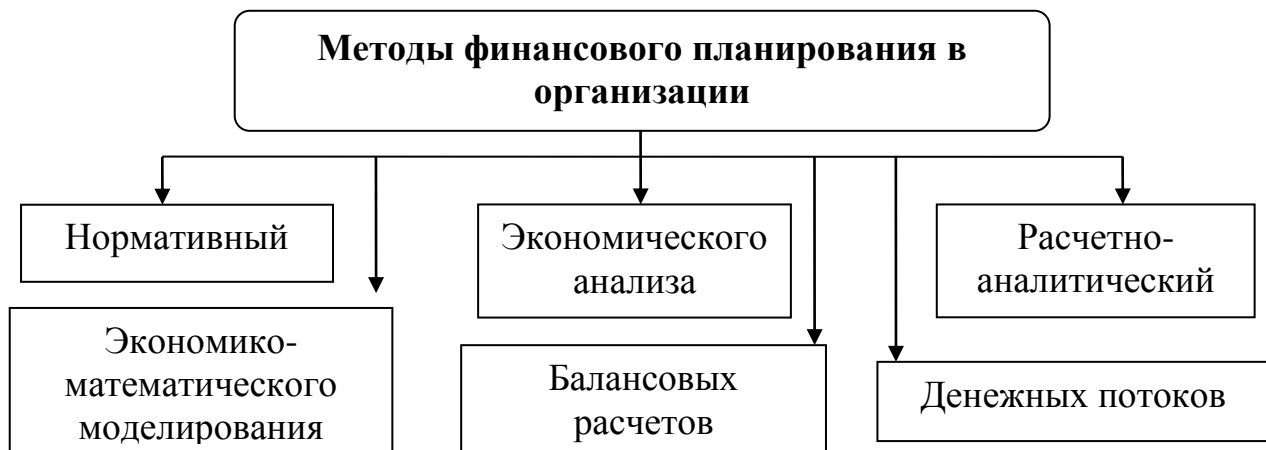 Методы финансового планирования в
организации
Нормативный
Экономического
анализа
Расчетно-
аналитический
Экономико-
математического
моделирования
Балансовых
расчетов
Денежных потоков